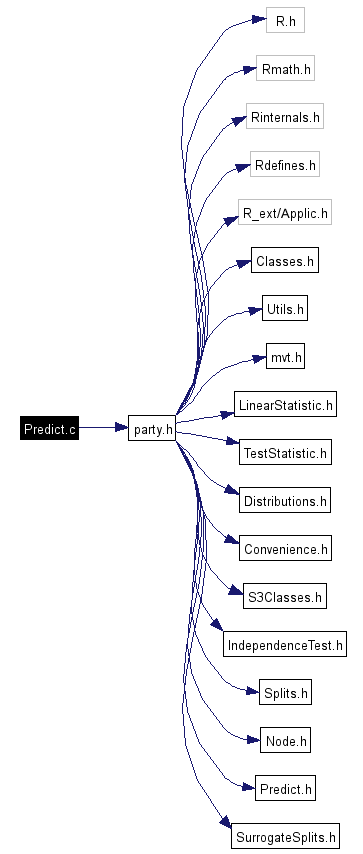 R.h
Rmath.h
Rinternals.h
Rdefines.h
R_ext/Applic.h
Classes.h
Utils.h
mvt.h
LinearStatistic.h
Predict.c
party.h
TestStatistic.h
Distributions.h
Convenience.h
S3Classes.h
IndependenceTest.h
Splits.h
Node.h
Predict.h
SurrogateSplits.h